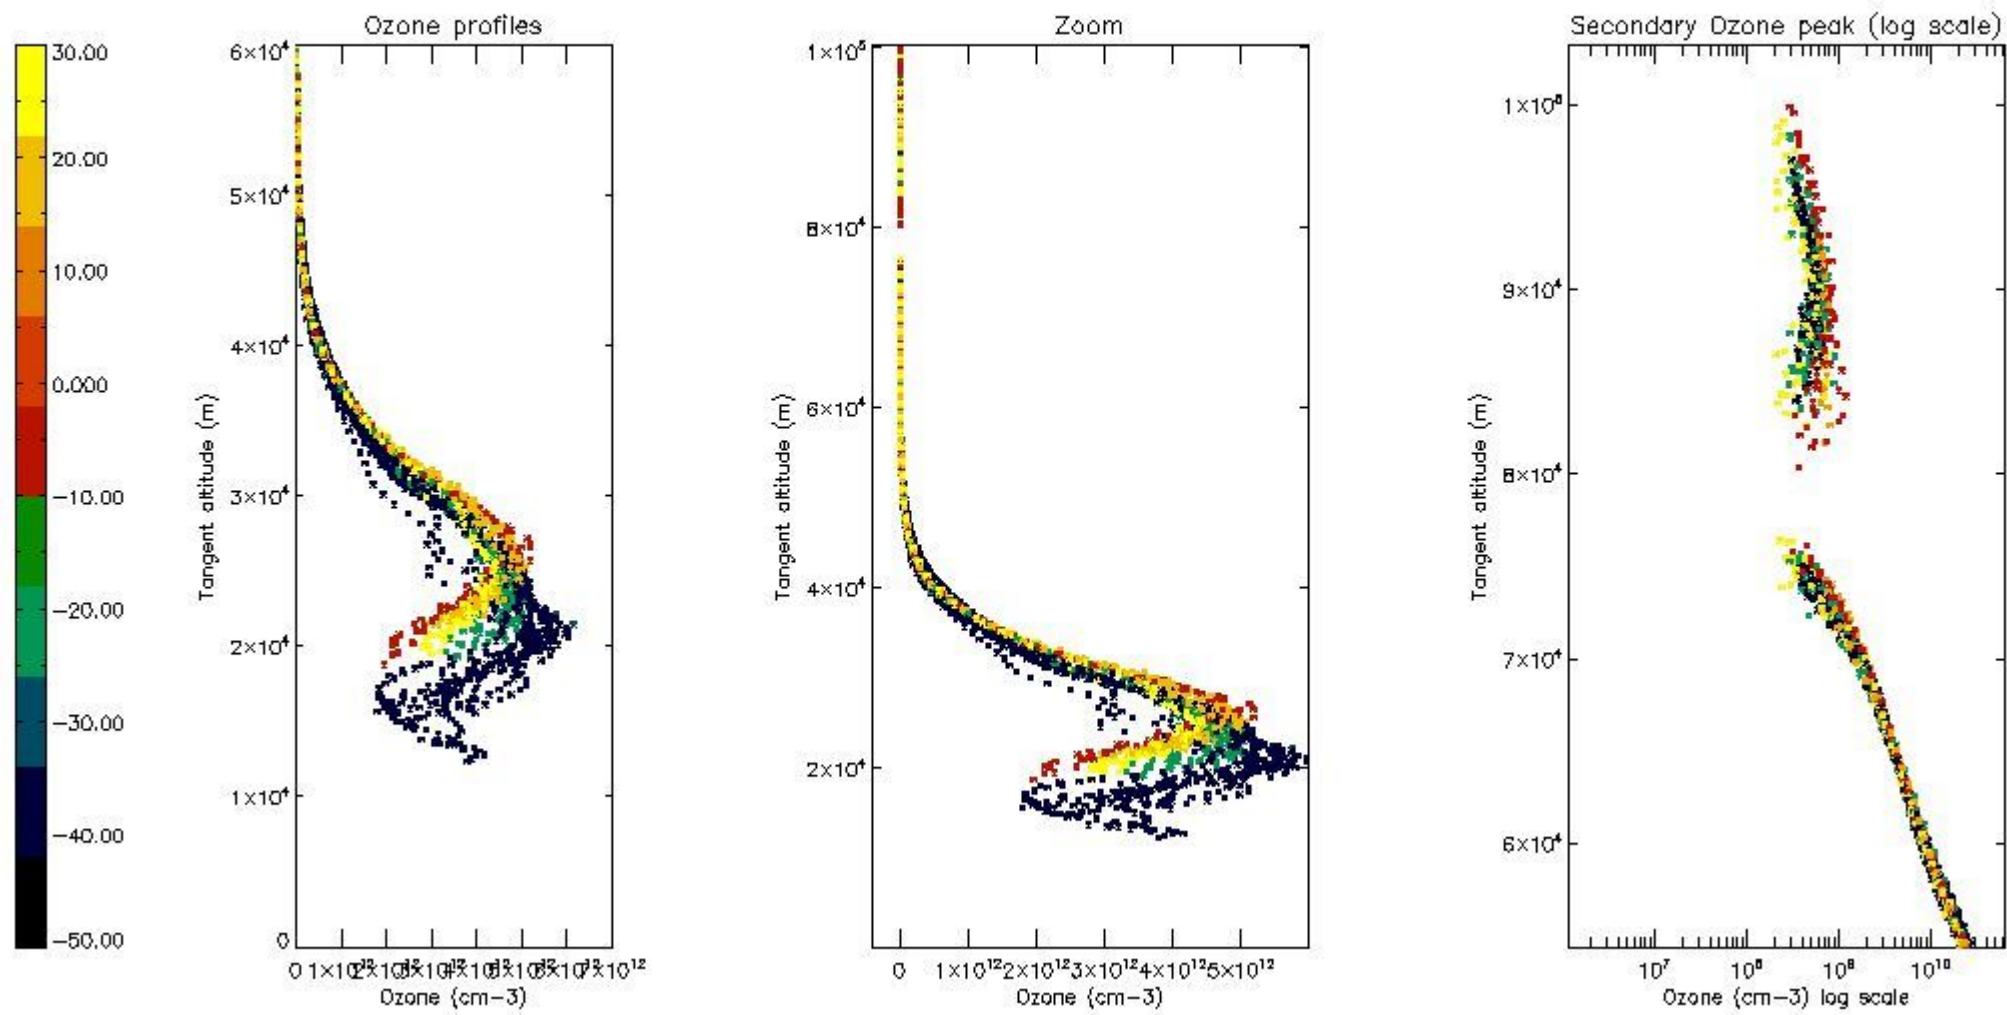 Ozone profiles
Zoom
Secondary Ozone peak (log scale)
30.00
20.00
10.00
0.000
−10.00
−20.00
−30.00
−40.00
−50.00
6×10⁴
5×10⁴
4×10⁴
3×10⁴
2×10⁴
1×10⁴
0
Tangent altitude (m)
Ozone (cm−3)
1×10⁵
8×10⁴
6×10⁴
4×10⁴
2×10⁴
Tangent altitude (m)
0 1×10¹² 2×10¹² 3×10¹² 4×10¹² 5×10¹²
Ozone (cm−3)
9×10⁴
8×10⁴
7×10⁴
6×10⁴
Tangent altitude (m)
10⁷ 10⁸ 10⁹ 10¹⁰
Ozone (cm−3) log scale